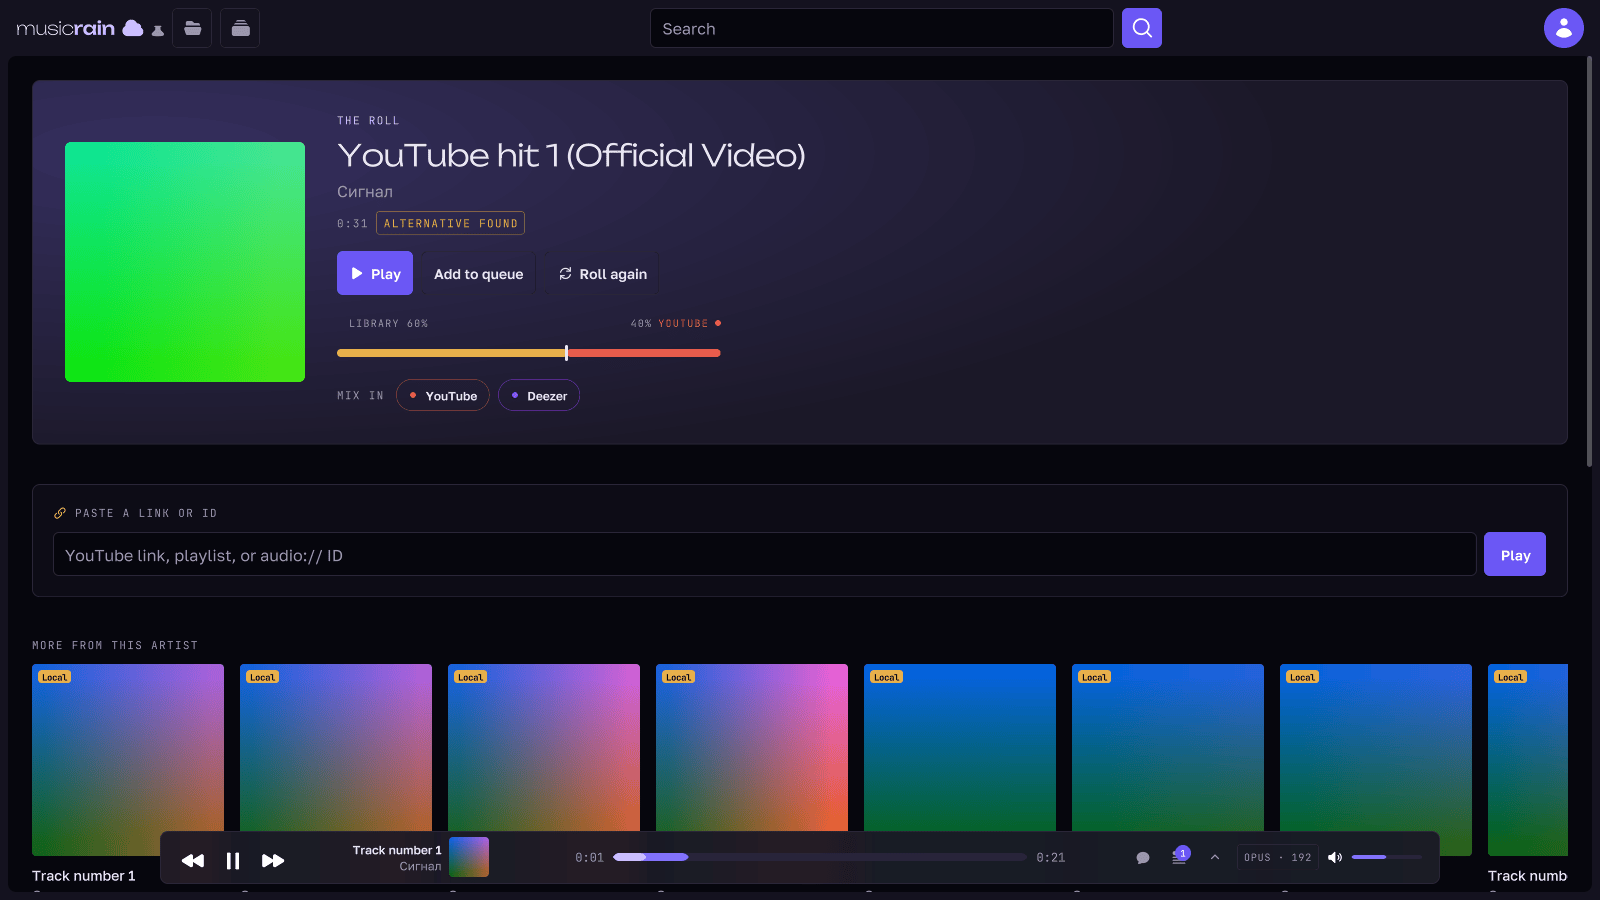 musicrain
Search
THE ROLL
YouTube hit 1 (Official Video)
Сигнал
0:31 ALTERNATIVE FOUND
Play Add to queue Roll again
LIBRARY 60% 40% YOUTUBE
MIX IN YouTube Deezer
PASTE A LINK OR ID
YouTube link, playlist, or audio:// ID Play
MORE FROM THIS ARTIST
Local Local Local Local Local Local Local Local
Track number 1
Сигнал
0:01 0:21
1
OPUS · 192
Track number 1 Track numb